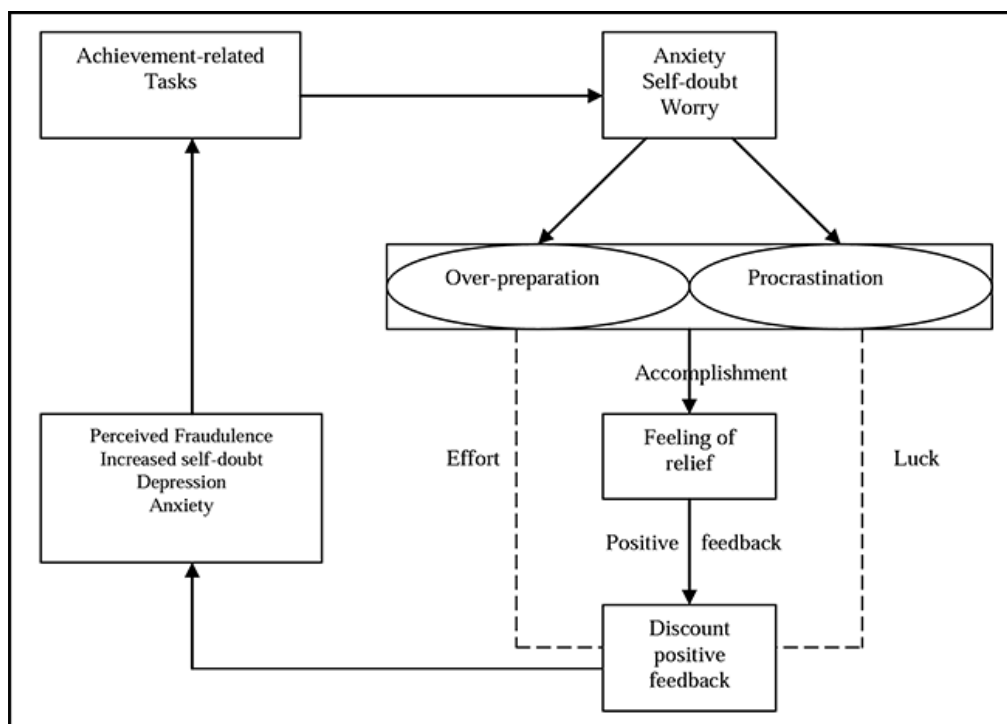 Achievement-related
Tasks
Anxiety
Self-doubt
Worry
Over-preparation
Procrastination
Accomplishment
Perceived Fraudulence
Increased self-doubt
Depression
Anxiety
Effort
Feeling of
relief
Luck
Positive feedback
Discount
positive
feedback